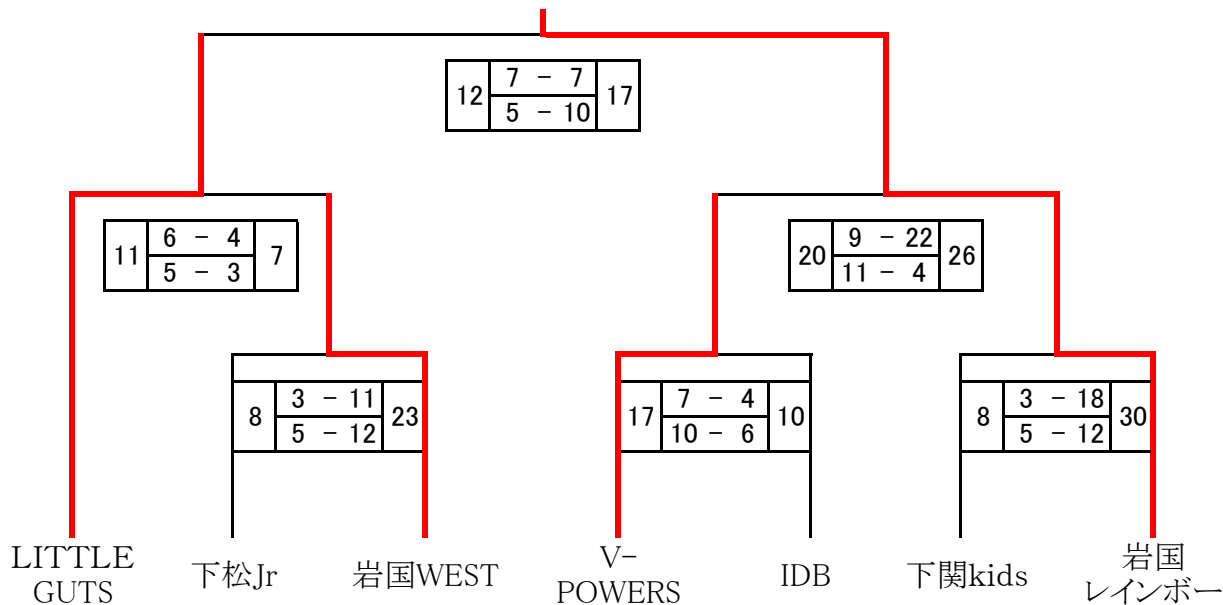 7 - 7
12 17
5 - 10
6 - 4
11 7
5 - 3
9 - 22
20 26
11 - 4
3 - 11
8 23
5 - 12
7 - 4
17 10
10 - 6
3 - 18
8 30
5 - 12
LITTLE
GUTS
下松Jr
岩国WEST
V-
POWERS
IDB
下関kids
岩国
レインボー